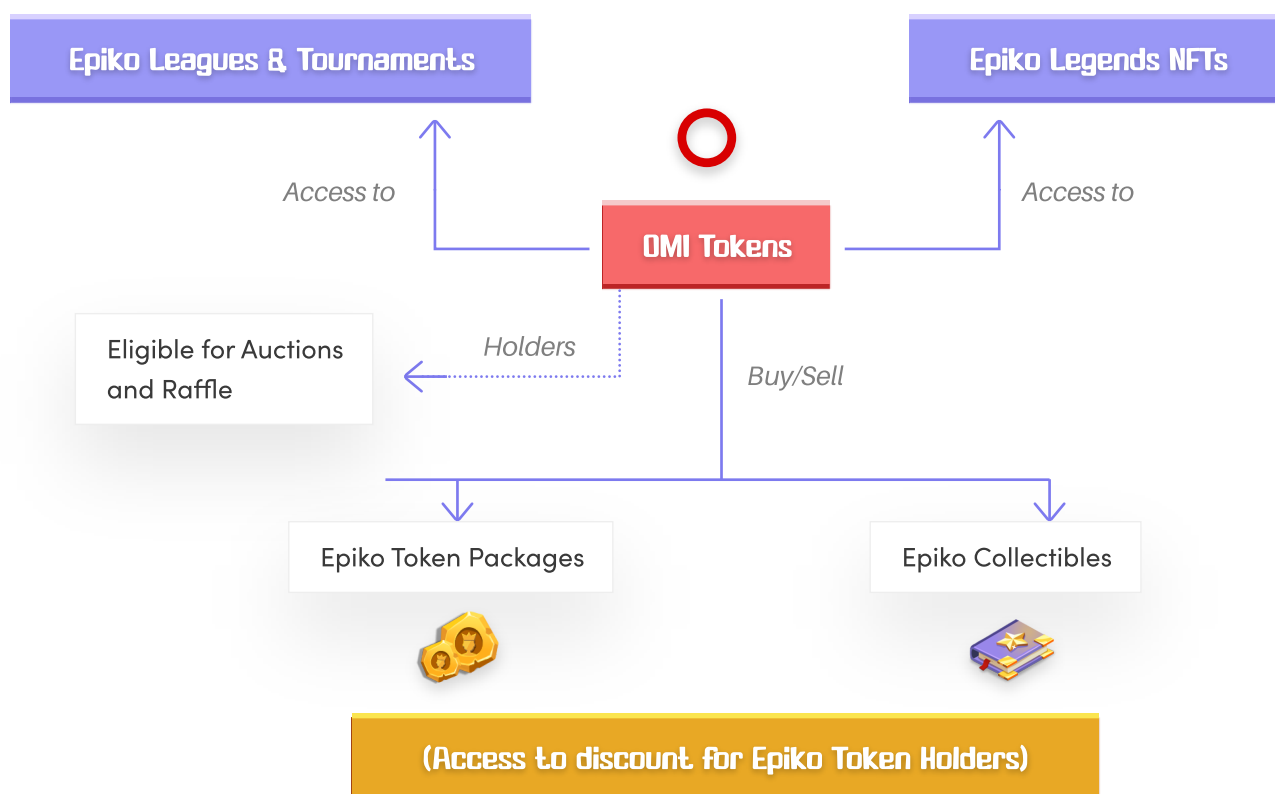 Epiko Leagues & Tournaments
Epiko Legends NFTs
Access to
Access to
OMI Tokens
Holders
Eligible for Auctions
and Raffle
Buy/Sell
Epiko Token Packages
Epiko Collectibles
(Access to discount for Epiko Token Holders)